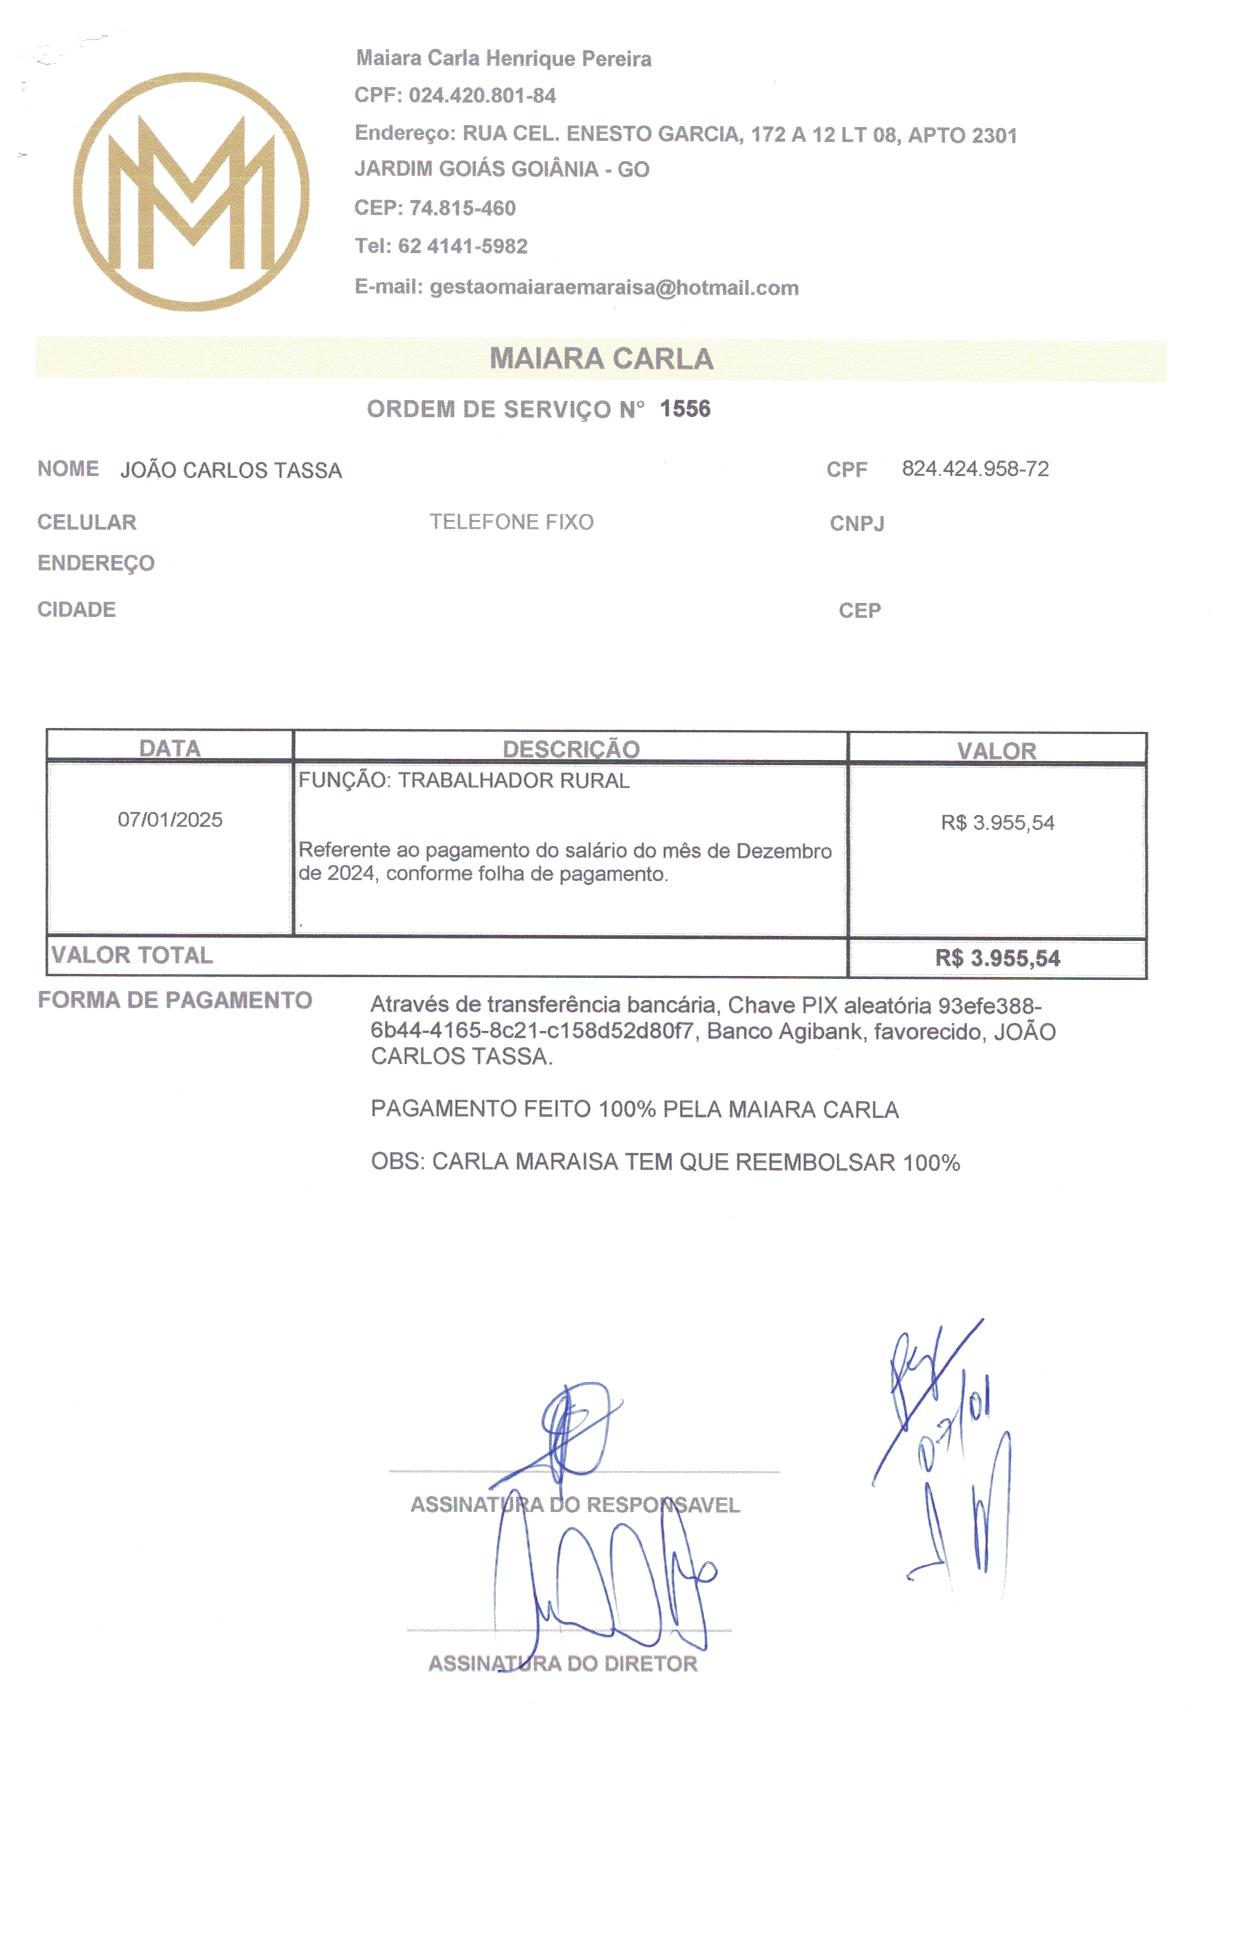 Maiara Carla Henrique Pereira
CPF: 024.420.801-84
Endereço: RUA CEL. ENESTO GARCIA, 172 A 12 LT 08, APTO 2301
JARDIM GOIÁS GOIÂNIA - GO
CEP: 74.815-460
Tel: 62 4141-5982
E-mail: gestaomaiaraemaraisa@hotmail.com
MAIARA CARLA
ORDEM DE SERVIÇO N° 1556
NOME JOÃO CARLOS TASSA CPF 824.424.958-72
CELULAR TELEFONE FIXO CNPJ
ENDEREÇO
CIDADE CEP
DATA DESCRIÇÃO VALOR
FUNÇÃO: TRABALHADOR RURAL
07/01/2025 R$ 3.955,54
Referente ao pagamento do salário do mês de Dezembro
de 2024, conforme folha de pagamento.
VALOR TOTAL R$ 3.955,54
FORMA DE PAGAMENTO Através de transferência bancária, Chave PIX aleatória 93efe388-
6b44-4165-8c21-c158d52d80f7, Banco Agibank, favorecido, JOÃO
CARLOS TASSA.
PAGAMENTO FEITO 100% PELA MAIARA CARLA
OBS: CARLA MARAISA TEM QUE REEMBOLSAR 100%
07/01
ASSINATURA DO RESPONSAVEL
ASSINATURA DO DIRETOR